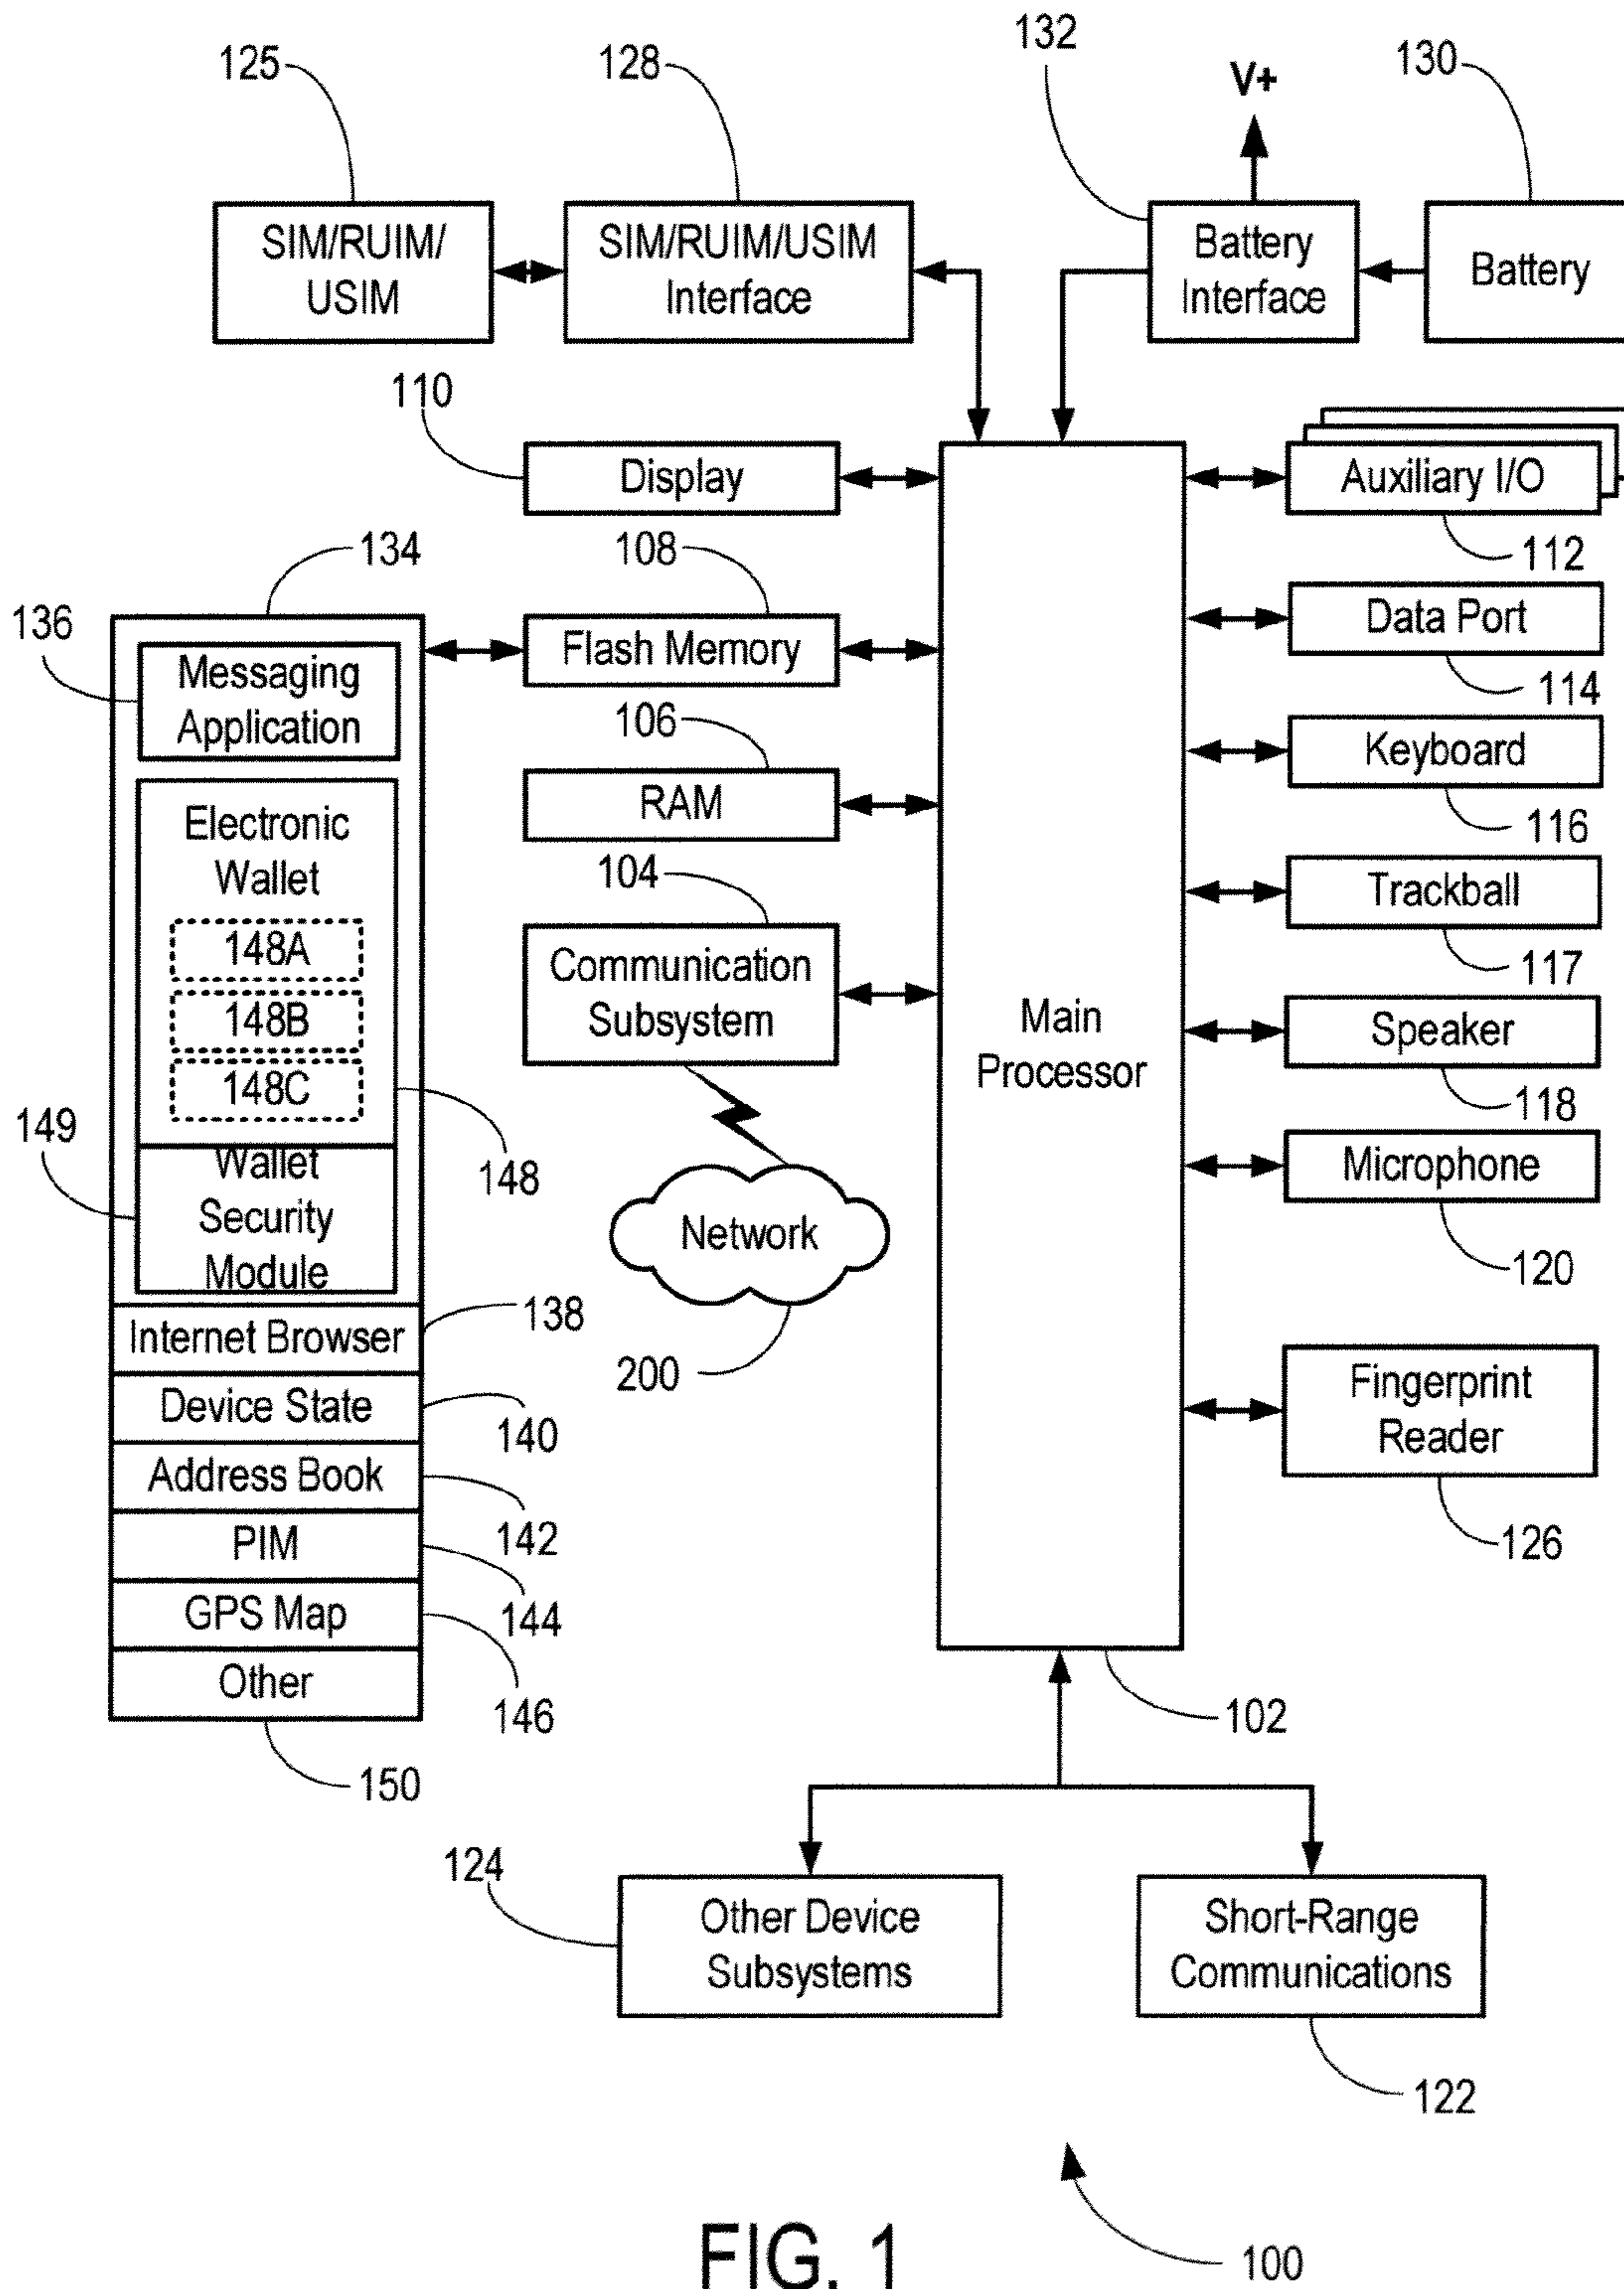 125
128
132
V+
130
SIM/RUIM/
USIM
SIM/RUIM/USIM
Interface
Battery
Interface
Battery
110
Display
Auxiliary I/O
112
134
108
136
Messaging
Application
Flash Memory
Data Port
114
106
Keyboard
116
Electronic
Wallet
RAM
104
Trackball
117
148A
148B
148C
Communication
Subsystem
Main
Processor
Speaker
118
149
148
Wallet
Security
Module
Network
Microphone
120
138
Internet Browser
200
Fingerprint
Reader
126
Device State
140
Address Book
142
PIM
144
GPS Map
146
Other
102
150
124
Other Device
Subsystems
Short-Range
Communications
122
FIG. 1
100